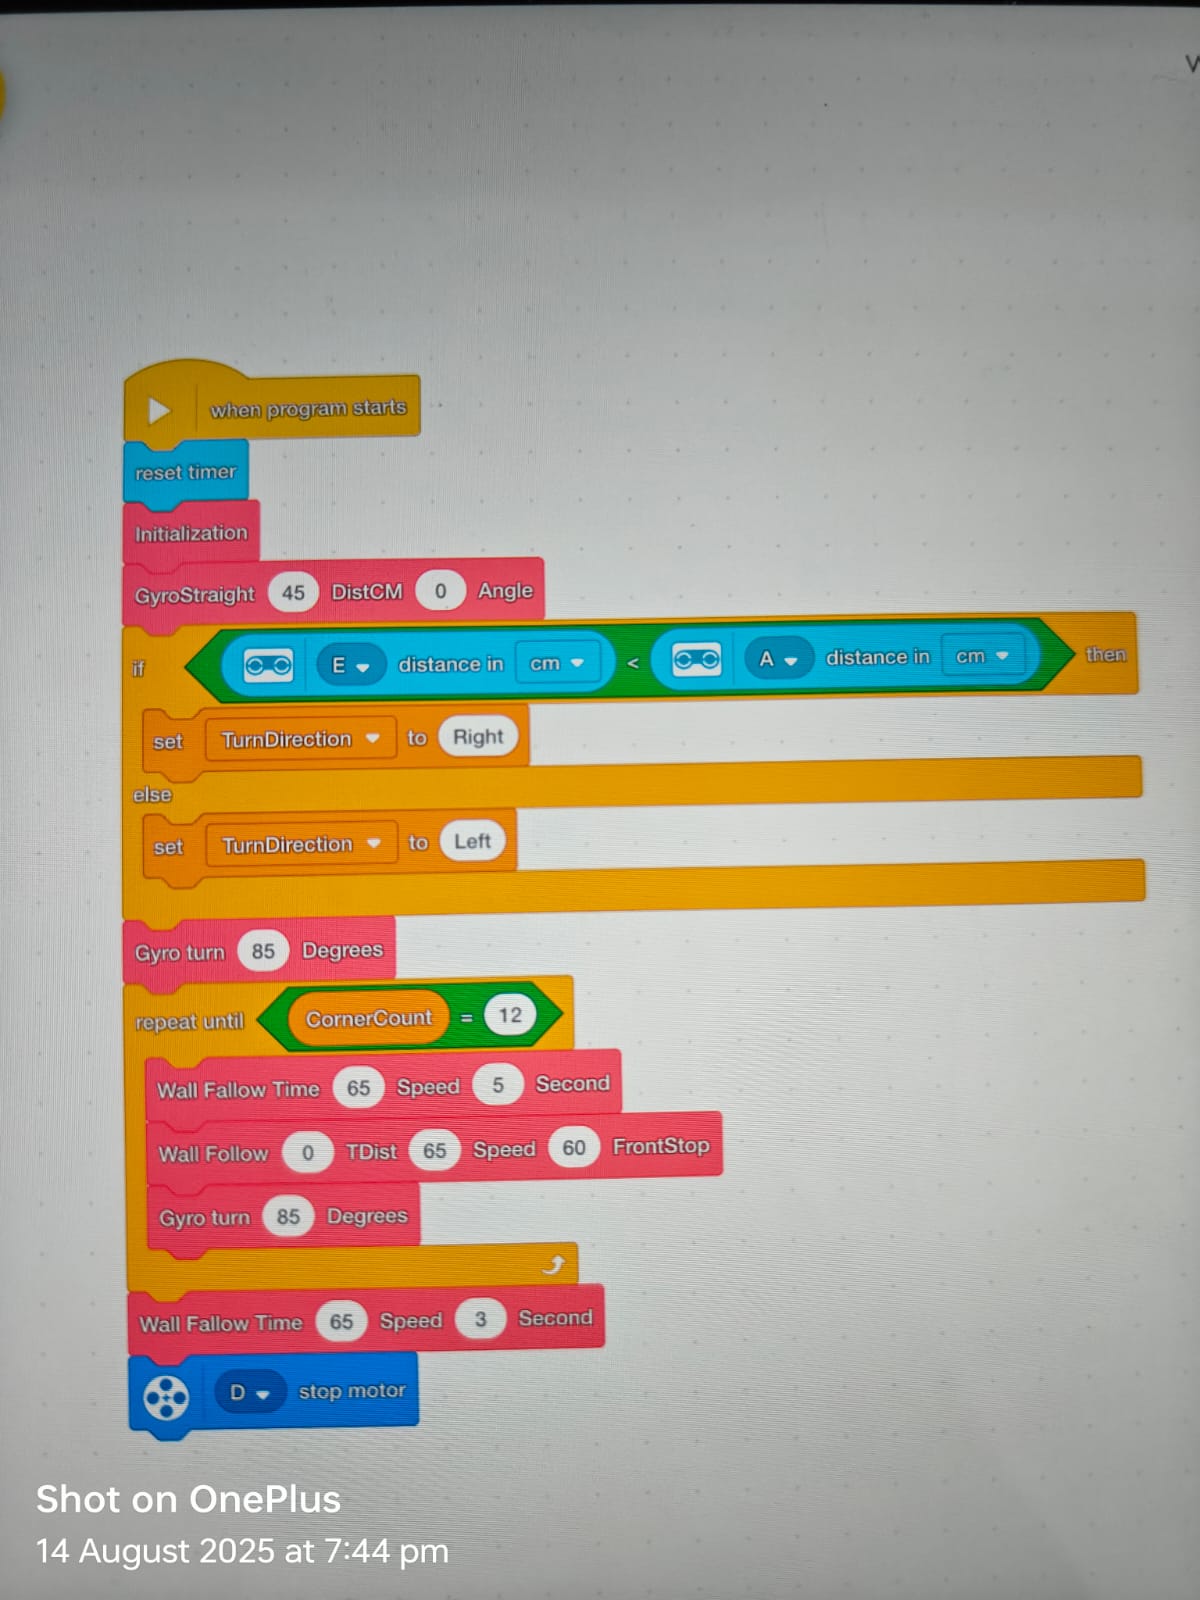 when program starts
reset timer
Initialization
GyroStraight 45 DistCM 0 Angle
if E distance in cm < A distance in cm then
set TurnDirection to Right
else
set TurnDirection to Left
Gyro turn 85 Degrees
repeat until CornerCount = 12
Wall Fallow Time 65 Speed 5 Second
Wall Follow 0 TDist 65 Speed 60 FrontStop
Gyro turn 85 Degrees
Wall Fallow Time 65 Speed 3 Second
D stop motor
Shot on OnePlus
14 August 2025 at 7:44 pm